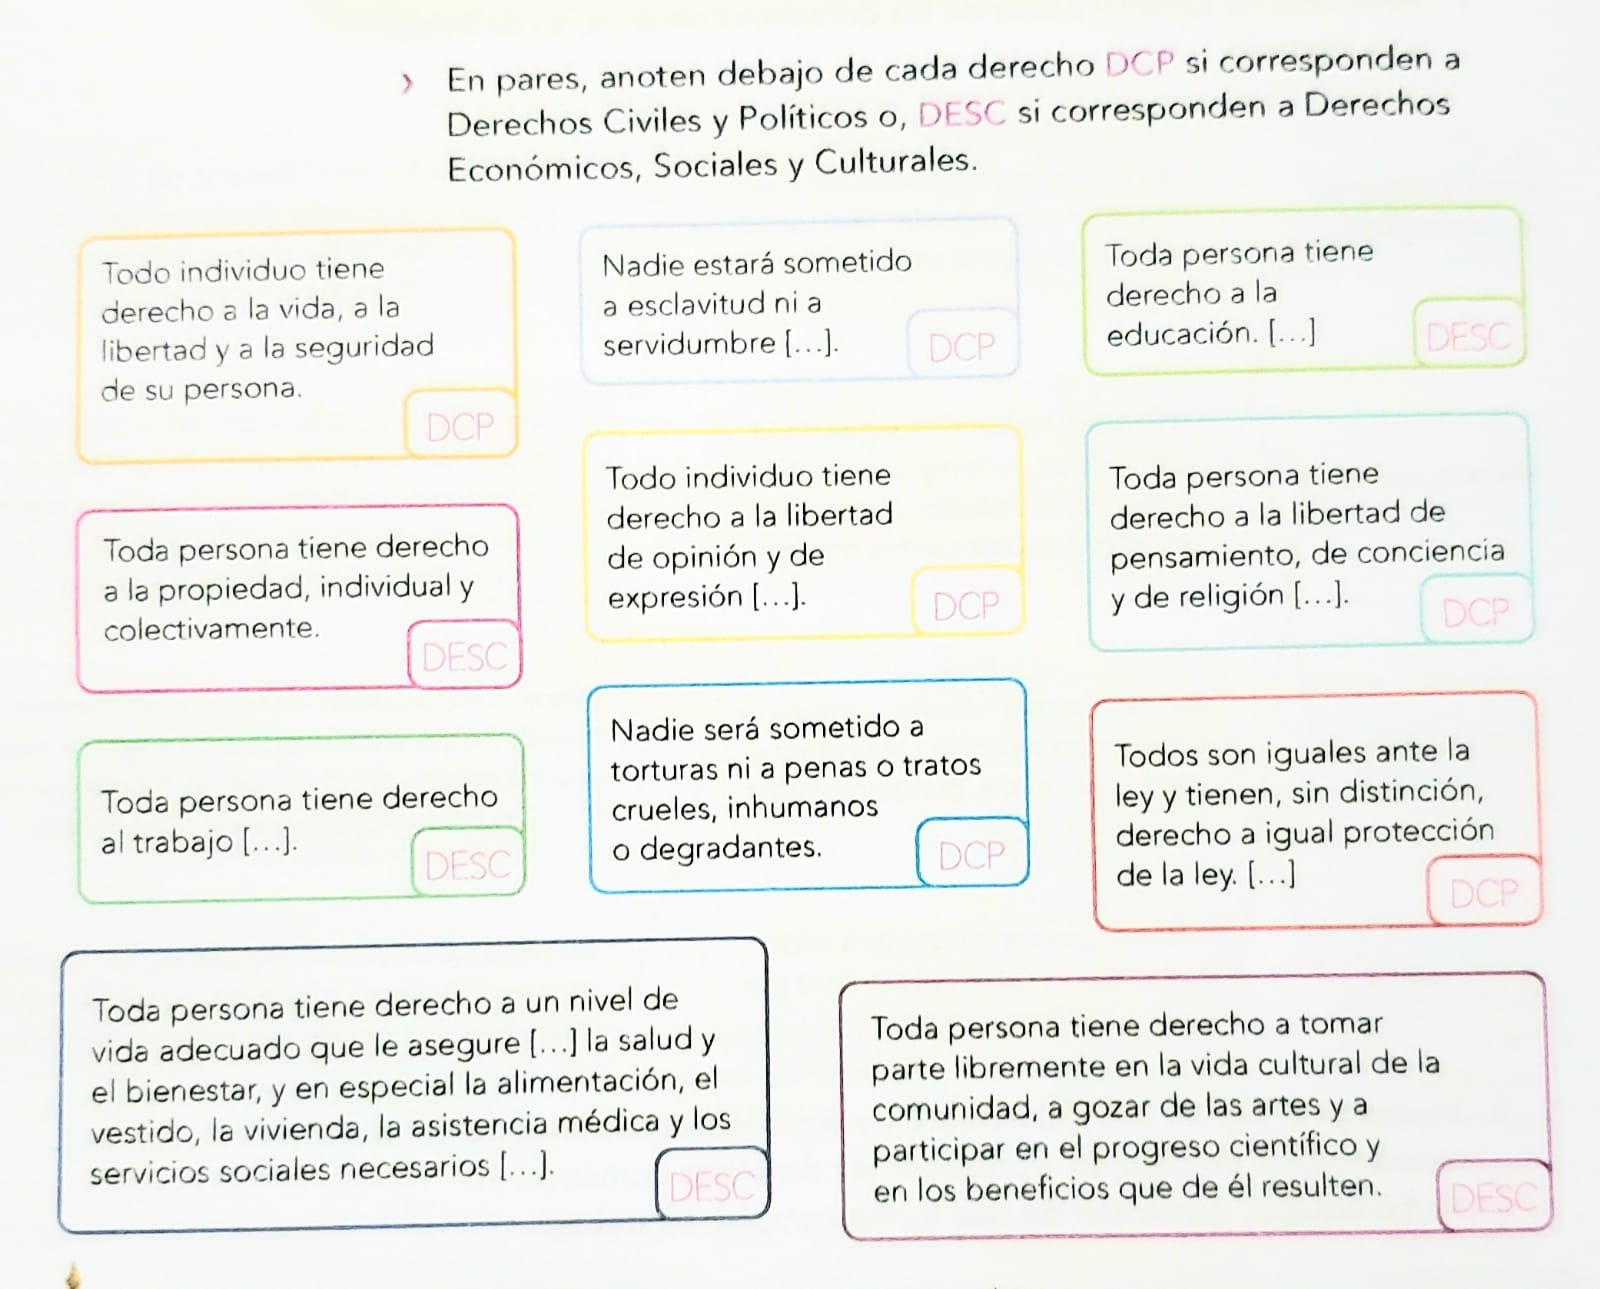 › En pares, anoten debajo de cada derecho DCP si corresponden a
Derechos Civiles y Políticos o, DESC si corresponden a Derechos
Económicos, Sociales y Culturales.
Todo individuo tiene
derecho a la vida, a la
libertad y a la seguridad
de su persona.
DCP
Nadie estará sometido
a esclavitud ni a
servidumbre [...].
DCP
Toda persona tiene
derecho a la
educación. [...]
DESC
Toda persona tiene derecho
a la propiedad, individual y
colectivamente.
DESC
Todo individuo tiene
derecho a la libertad
de opinión y de
expresión [...].
DCP
Toda persona tiene
derecho a la libertad de
pensamiento, de conciencia
y de religión [...].
DCP
Toda persona tiene derecho
al trabajo [...].
DESC
Nadie será sometido a
torturas ni a penas o tratos
crueles, inhumanos
o degradantes.
DCP
Todos son iguales ante la
ley y tienen, sin distinción,
derecho a igual protección
de la ley. [...]
DCP
Toda persona tiene derecho a un nivel de
vida adecuado que le asegure [...] la salud y
el bienestar, y en especial la alimentación, el
vestido, la vivienda, la asistencia médica y los
servicios sociales necesarios [...].
DESC
Toda persona tiene derecho a tomar
parte libremente en la vida cultural de la
comunidad, a gozar de las artes y a
participar en el progreso científico y
en los beneficios que de él resulten.
DESC